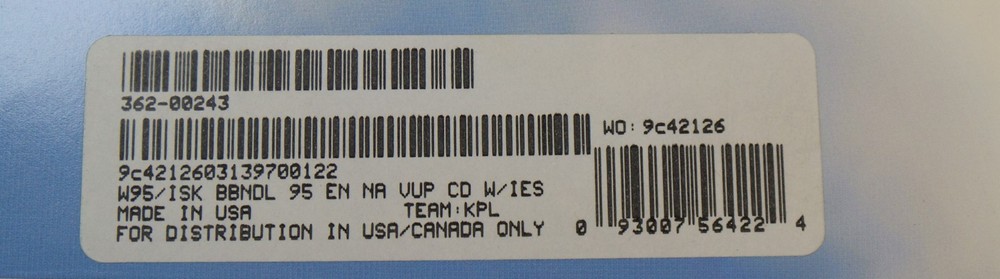 362-00243
WO: 9c42126
9c4212603139700122
W95/ISK BBNDL 95 EN NA VUP CD W/IES
MADE IN USA TEAM:KPL
FOR DISTRIBUTION IN USA/CANADA ONLY
0 93007 56422 4